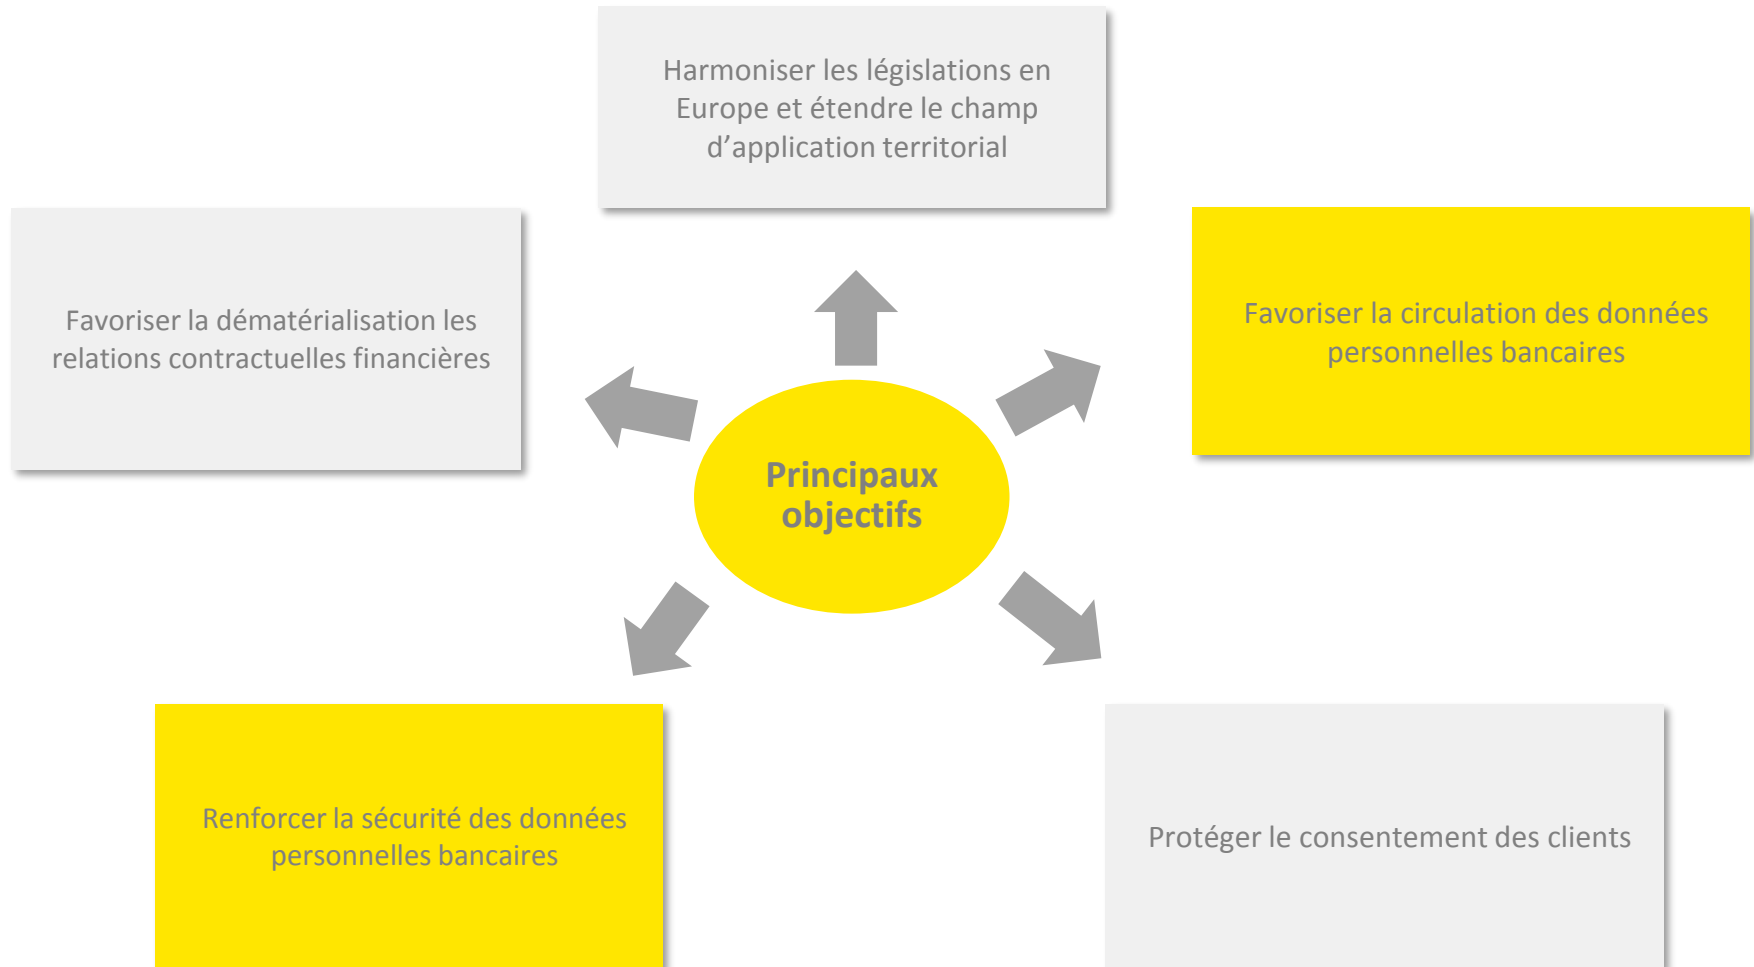 Harmoniser les législations en
Europe et étendre le champ
d’application territorial
Favoriser la dématérialisation les
relations contractuelles financières
Favoriser la circulation des données
personnelles bancaires
Principaux
objectifs
Renforcer la sécurité des données
personnelles bancaires
Protéger le consentement des clients